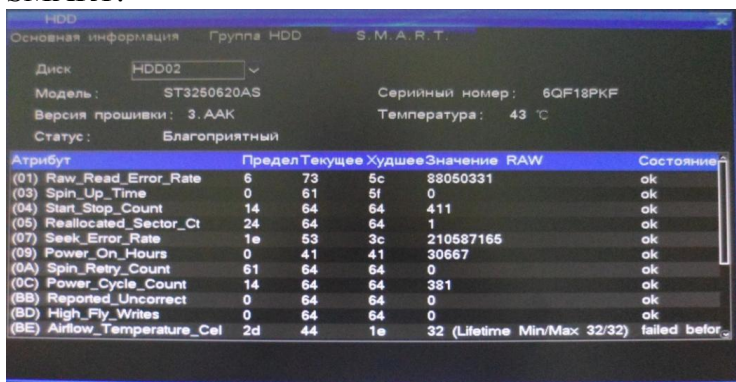 HDD
Основная информация Группа HDD S.M.A.R.T.
Диск HDD02
Модель: ST3250620AS Серийный номер: 6QF18PKF
Версия прошивки: 3.AAK Температура: 43 ℃
Статус: Благоприятный
Атрибут Предел Текущее Худшее Значение RAW Состояние
(01) Raw_Read_Error_Rate 6 73 5c 88050331 ok
(03) Spin_Up_Time 0 61 5f 0 ok
(04) Start_Stop_Count 14 64 64 411 ok
(05) Reallocated_Sector_Ct 24 64 64 1 ok
(07) Seek_Error_Rate 1e 53 3c 210587165 ok
(09) Power_On_Hours 0 41 41 30667 ok
(0A) Spin_Retry_Count 61 64 64 0 ok
(0C) Power_Cycle_Count 14 64 64 381 ok
(BB) Reported_Uncorrect 0 64 64 0 ok
(BD) High_Fly_Writes 0 64 64 0 ok
(BE) Airflow_Temperature_Cel 2d 44 1e 32 (Lifetime Min/Max 32/32) failed befor